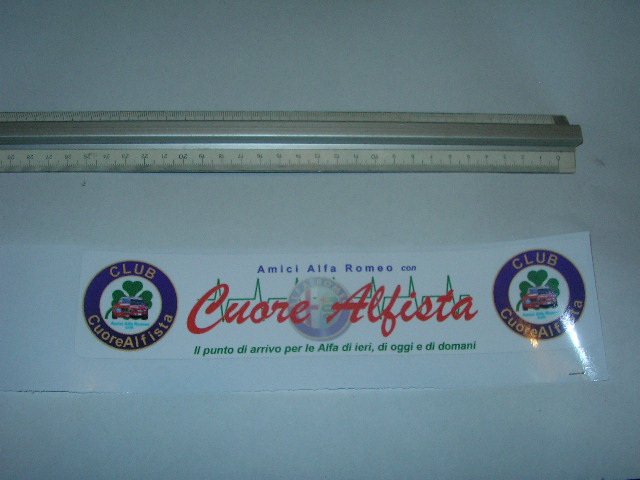 CLUB
CuoreAlfista
Amici Alfa Romeo con
Cuore Alfista
Il punto di arrivo per le Alfa di ieri, di oggi e di domani
CLUB
CuoreAlfista